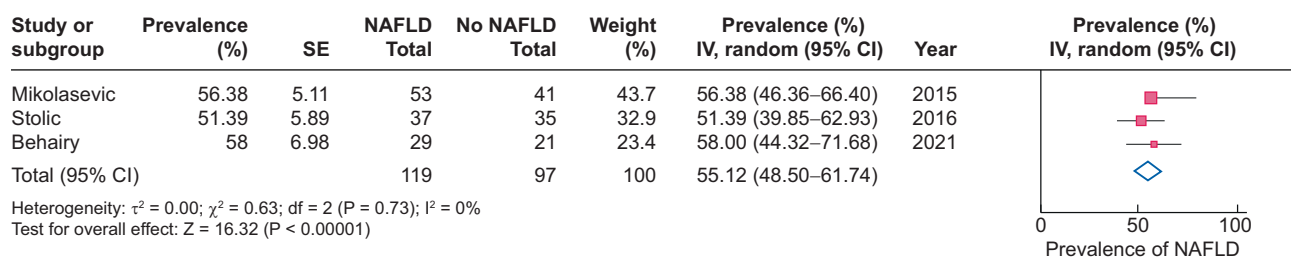 Study or Prevalence NAFLD No NAFLD Weight Prevalence (%) Prevalence (%)
subgroup (%) SE Total Total (%) IV, random (95% CI) Year IV, random (95% CI)
Mikolasevic 56.38 5.11 53 41 43.7 56.38 (46.36–66.40) 2015
Stolic 51.39 5.89 37 35 32.9 51.39 (39.85–62.93) 2016
Behairy 58 6.98 29 21 23.4 58.00 (44.32–71.68) 2021
Total (95% CI) 119 97 100 55.12 (48.50–61.74)
Heterogeneity: τ² = 0.00; χ² = 0.63; df = 2 (P = 0.73); I² = 0%
Test for overall effect: Z = 16.32 (P < 0.00001)
0 50 100
Prevalence of NAFLD